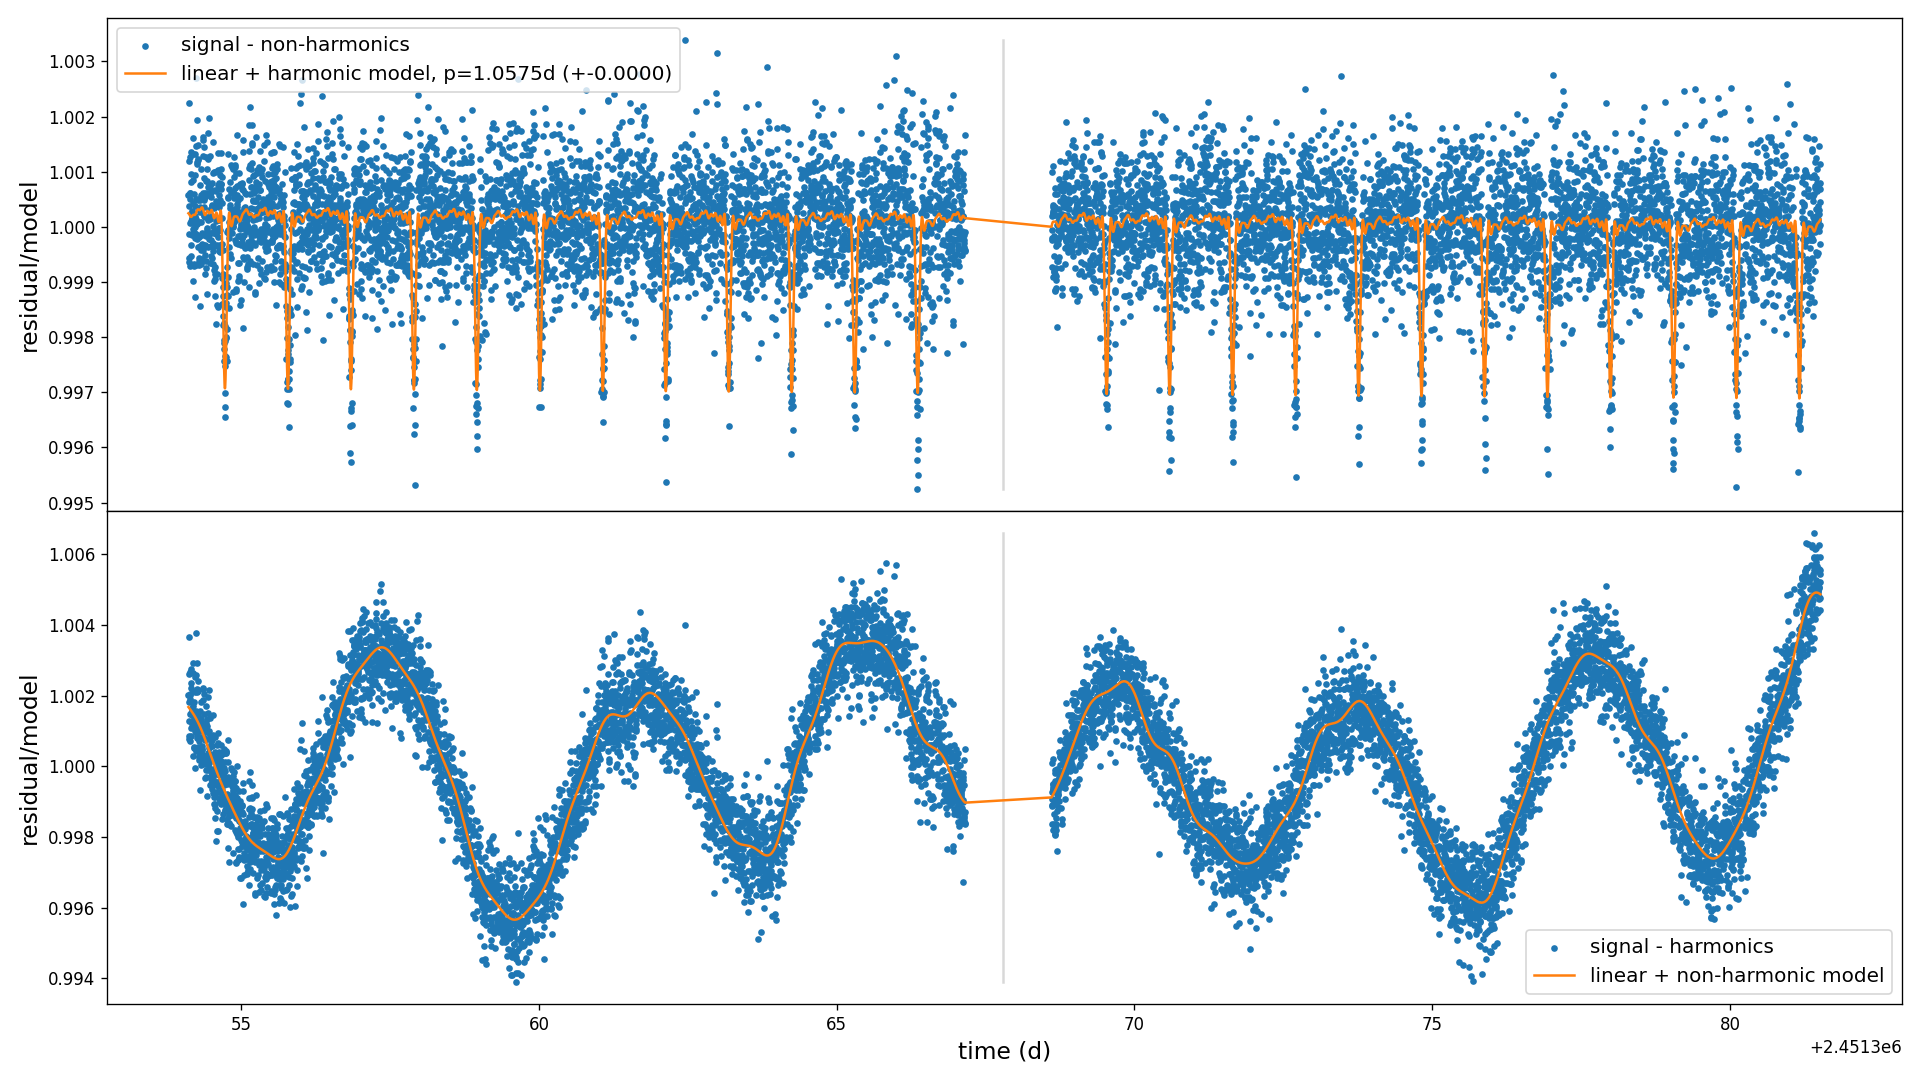 signal - non-harmonics
linear + harmonic model, p=1.0575d (+-0.0000)
residual/model
1.003
1.002
1.001
1.000
0.999
0.998
0.997
0.996
0.995
residual/model
1.006
1.004
1.002
1.000
0.998
0.996
0.994
signal - harmonics
linear + non-harmonic model
55
60
65
70
75
80
time (d)
+2.4513e6